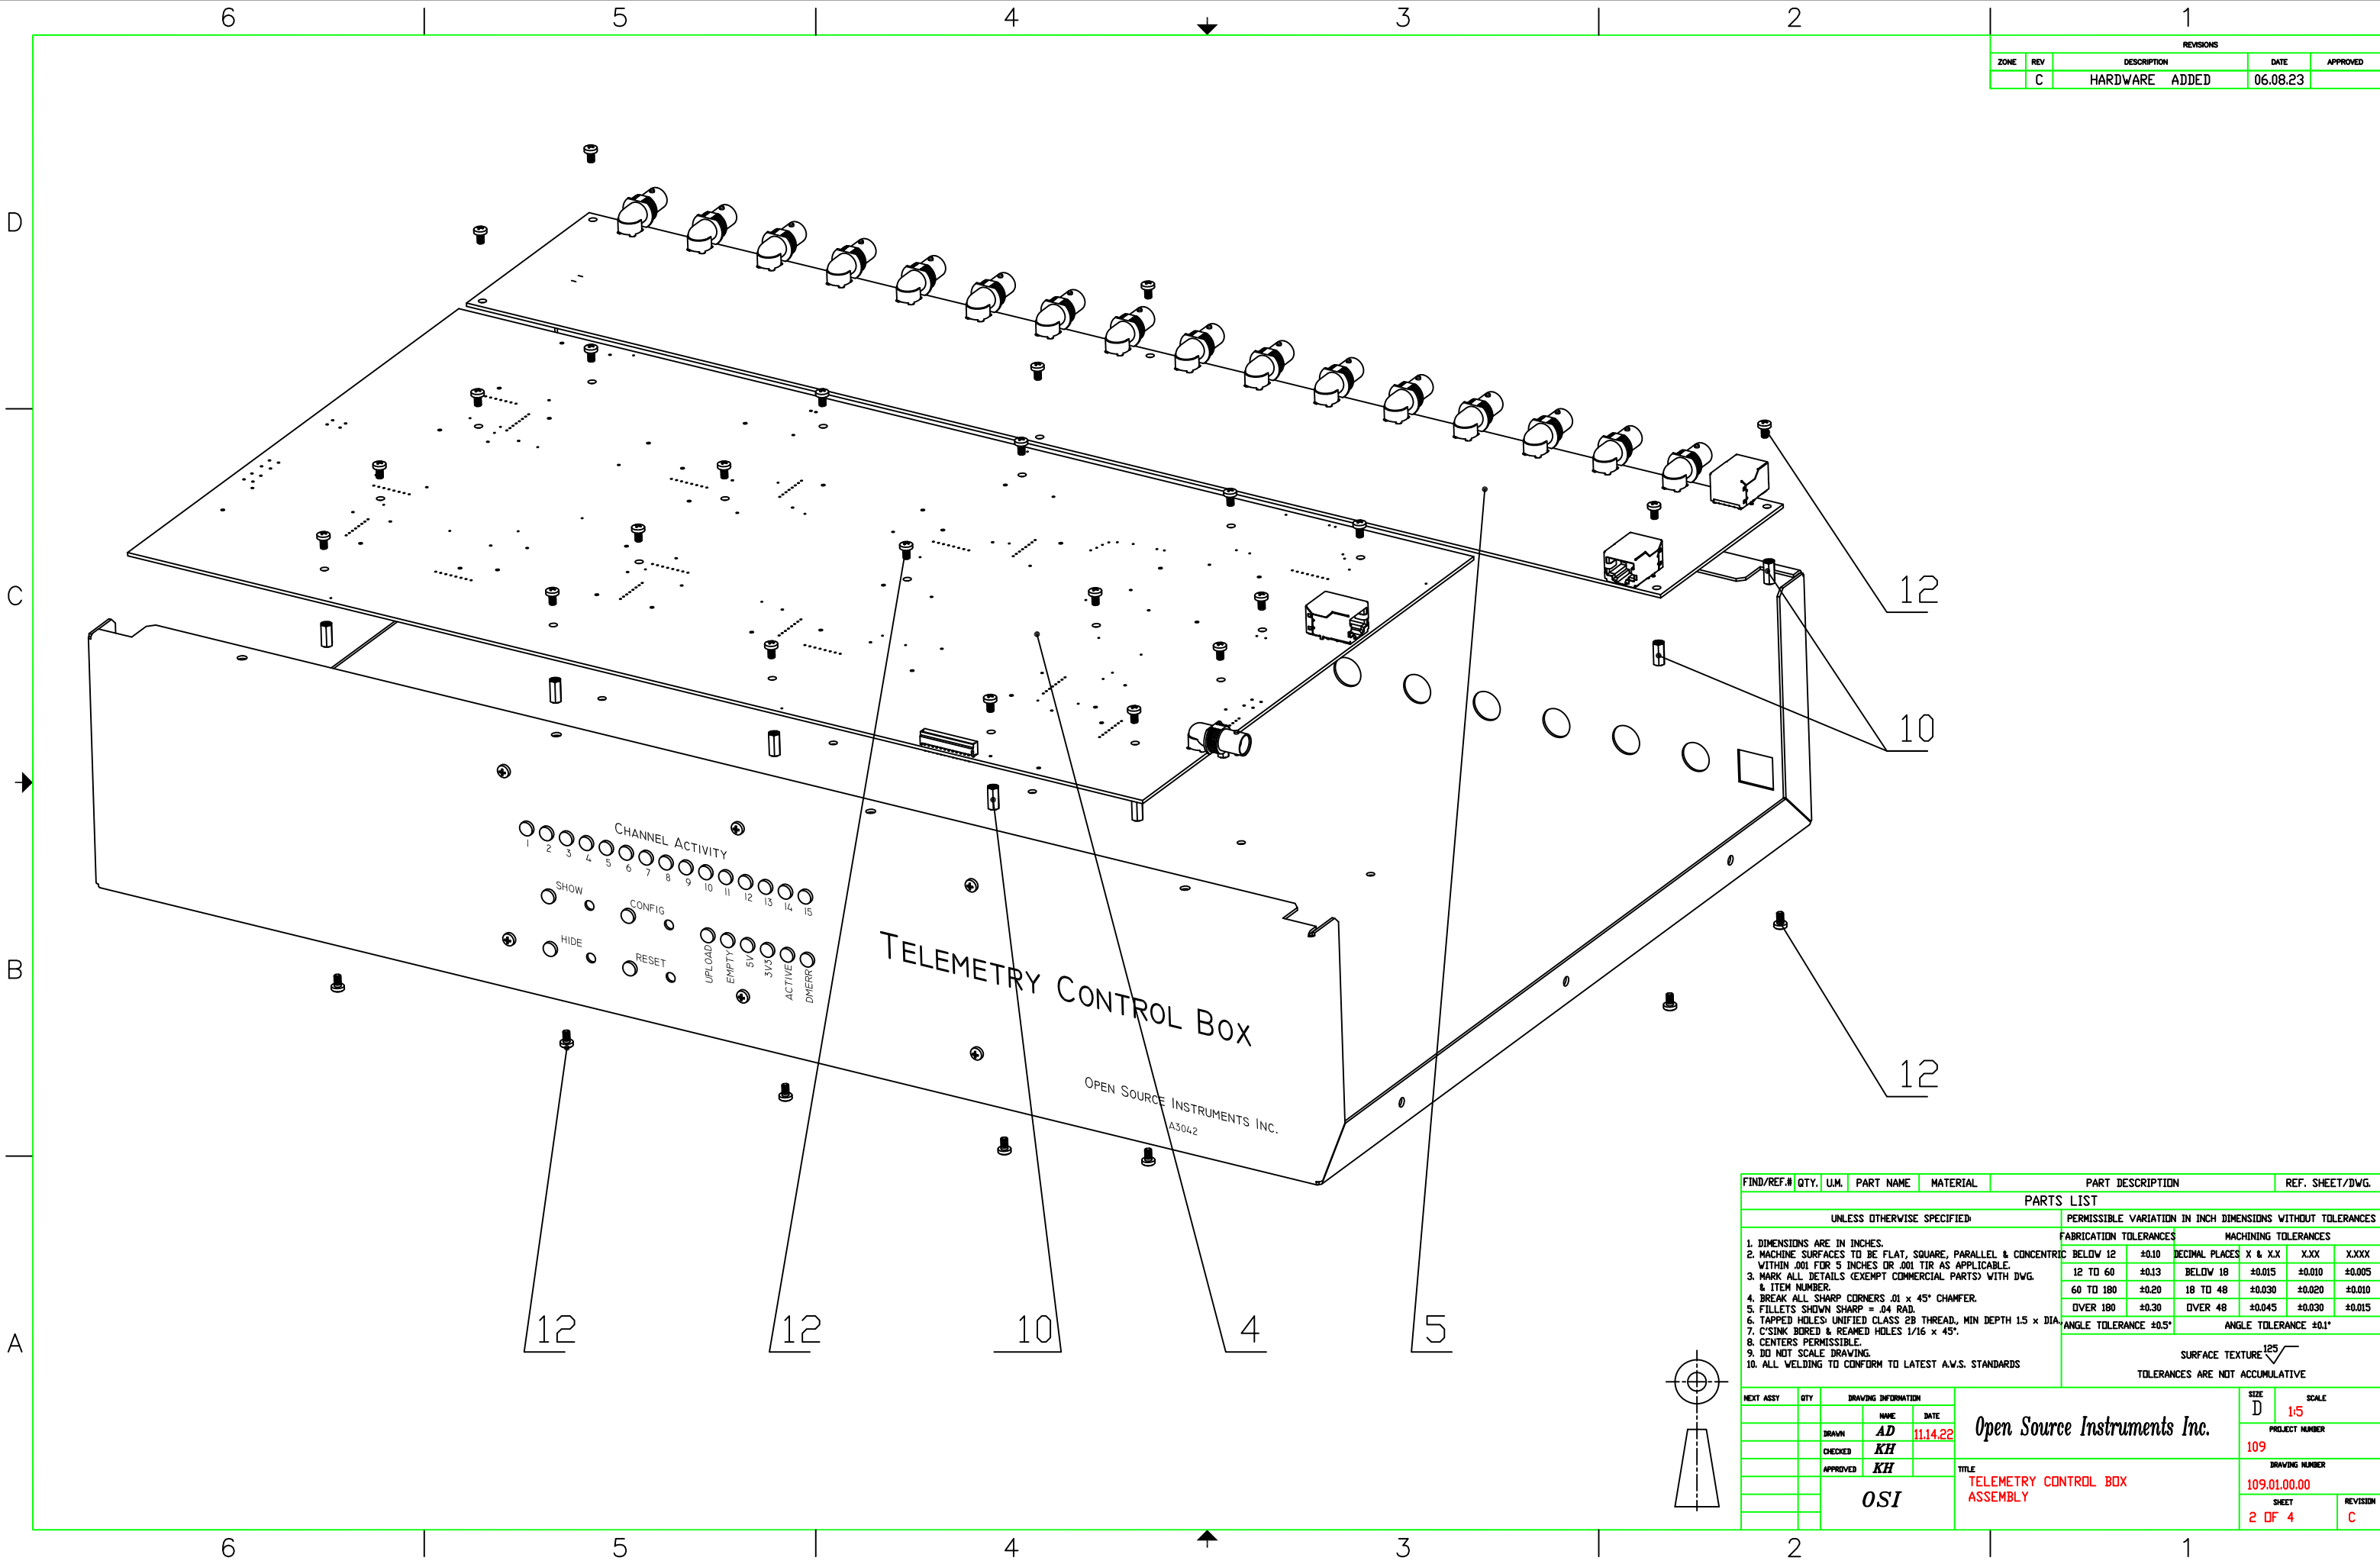 6 5 4 3 2 1
REVISIONS
ZONE REV DESCRIPTION DATE APPROVED
C HARDWARE ADDED 06.08.23
D
C
B
A
12
10
12
CHANNEL ACTIVITY
1 2 3 4 5 6 7 8 9 10 11 12 13 14 15
SHOW
CONFIG
HIDE
RESET
UPLOAD
EMPTY
5V
3V3
ACTIVE
DMERR
TELEMETRY CONTROL BOX
OPEN SOURCE INSTRUMENTS INC.
A3042
12 12 10 4 5
FIND/REF.# QTY. U.M. PART NAME MATERIAL PART DESCRIPTION REF. SHEET/DWG.
PARTS LIST
UNLESS OTHERWISE SPECIFIED:
1. DIMENSIONS ARE IN INCHES.
2. MACHINE SURFACES TO BE FLAT, SQUARE, PARALLEL & CONCENTRIC
WITHIN .001 FOR 5 INCHES OR .001 TIR AS APPLICABLE.
3. MARK ALL DETAILS (EXEMPT COMMERCIAL PARTS) WITH DWG.
& ITEM NUMBER.
4. BREAK ALL SHARP CORNERS .01 x 45° CHAMFER.
5. FILLETS SHOWN SHARP = .04 RAD.
6. TAPPED HOLES: UNIFIED CLASS 2B THREAD., MIN DEPTH 1.5 x DIA.
7. C'SINK BORED & REAMED HOLES 1/16 x 45°.
8. CENTERS PERMISSIBLE.
9. DO NOT SCALE DRAWING.
10. ALL WELDING TO CONFORM TO LATEST A.W.S. STANDARDS
PERMISSIBLE VARIATION IN INCH DIMENSIONS WITHOUT TOLERANCES
FABRICATION TOLERANCES MACHINING TOLERANCES
BELOW 12 ±0.10 DECIMAL PLACES X & X.X X.XX X.XXX
12 TO 60 ±0.13 BELOW 18 ±0.015 ±0.010 ±0.005
60 TO 180 ±0.20 18 TO 48 ±0.030 ±0.020 ±0.010
OVER 180 ±0.30 OVER 48 ±0.045 ±0.030 ±0.015
ANGLE TOLERANCE ±0.5° ANGLE TOLERANCE ±0.1°
SURFACE TEXTURE 125
TOLERANCES ARE NOT ACCUMULATIVE
NEXT ASSY QTY DRAWING INFORMATION
NAME DATE
DRAWN AD 11.14.22
CHECKED KH
APPROVED KH
OSI
Open Source Instruments Inc.
TITLE
TELEMETRY CONTROL BOX
ASSEMBLY
SIZE SCALE
D 1:5
PROJECT NUMBER
109
DRAWING NUMBER
109.01.00.00
SHEET REVISION
2 OF 4 C
6 5 4 3 2 1